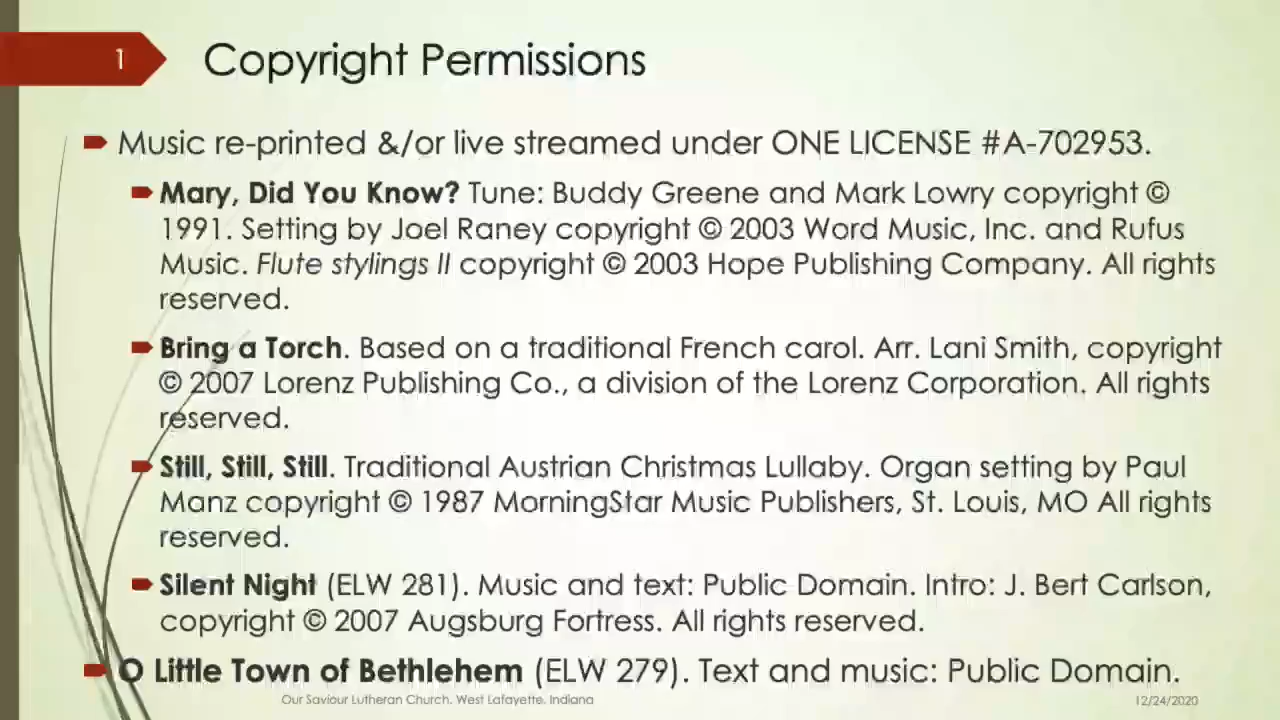 1
Copyright Permissions
Music re-printed &/or live streamed under ONE LICENSE #A-702953.
Mary, Did You Know? Tune: Buddy Greene and Mark Lowry copyright ©
1991. Setting by Joel Raney copyright © 2003 Word Music, Inc. and Rufus
Music. Flute stylings II copyright © 2003 Hope Publishing Company. All rights
reserved.
Bring a Torch. Based on a traditional French carol. Arr. Lani Smith, copyright
© 2007 Lorenz Publishing Co., a division of the Lorenz Corporation. All rights
reserved.
Still, Still, Still. Traditional Austrian Christmas Lullaby. Organ setting by Paul
Manz copyright © 1987 MorningStar Music Publishers, St. Louis, MO All rights
reserved.
Silent Night (ELW 281). Music and text: Public Domain. Intro: J. Bert Carlson,
copyright © 2007 Augsburg Fortress. All rights reserved.
O Little Town of Bethlehem (ELW 279). Text and music: Public Domain.
Our Saviour Lutheran Church, West Lafayette, Indiana
12/24/2020